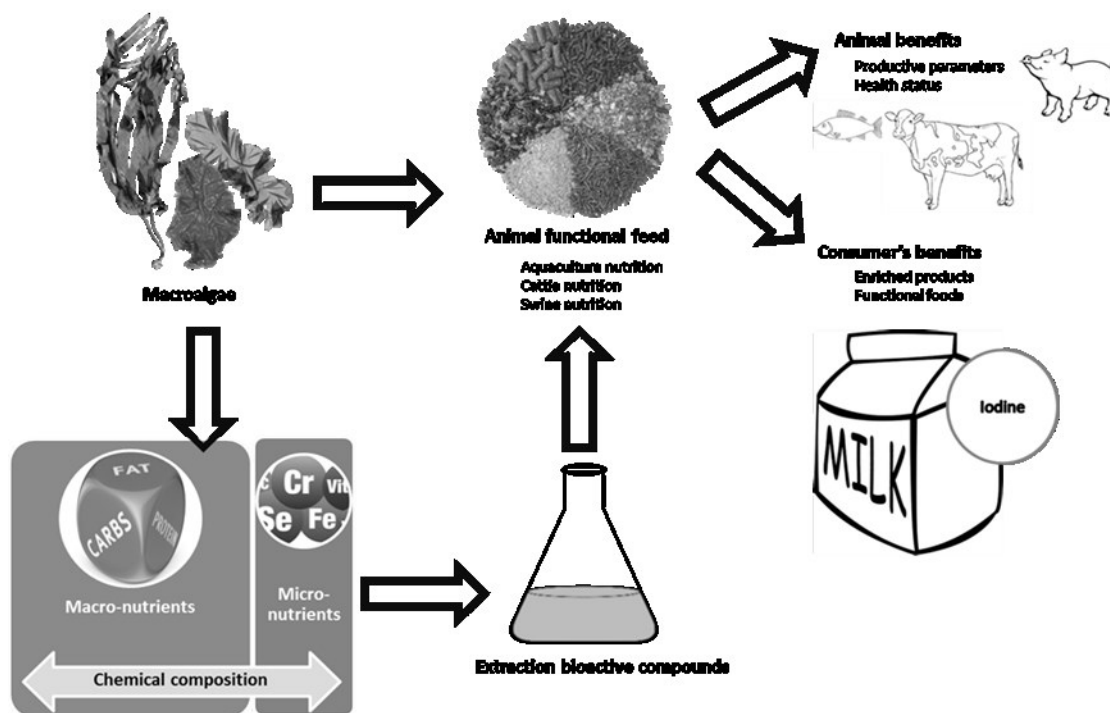 Macroalgae
Animal functional feed
Aquaculture nutrition
Cattle nutrition
Swine nutrition
Animal benefits
Productive parameters
Health status
Consumer's benefits
Enriched products
Functional foods
MILK
Iodine
FAT
CARBS
PROTEIN
Macro-nutrients
C Cr Vit
Se Fe
Micro-
nutrients
Chemical composition
Extraction bioactive compounds